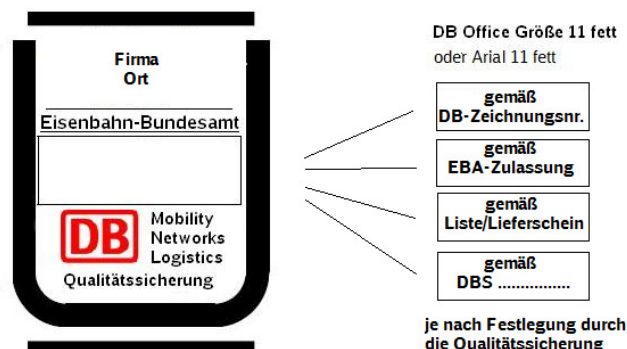 Firma
Ort
Eisenbahn-Bundesamt
DB
Mobility
Networks
Logistics
Qualitätssicherung
DB Office Größe 11 fett
oder Arial 11 fett
gemäß
DB-Zeichnungsnr.
gemäß
EBA-Zulassung
gemäß
Liste/Lieferschein
gemäß
DBS ................
je nach Festlegung durch
die Qualitätssicherung